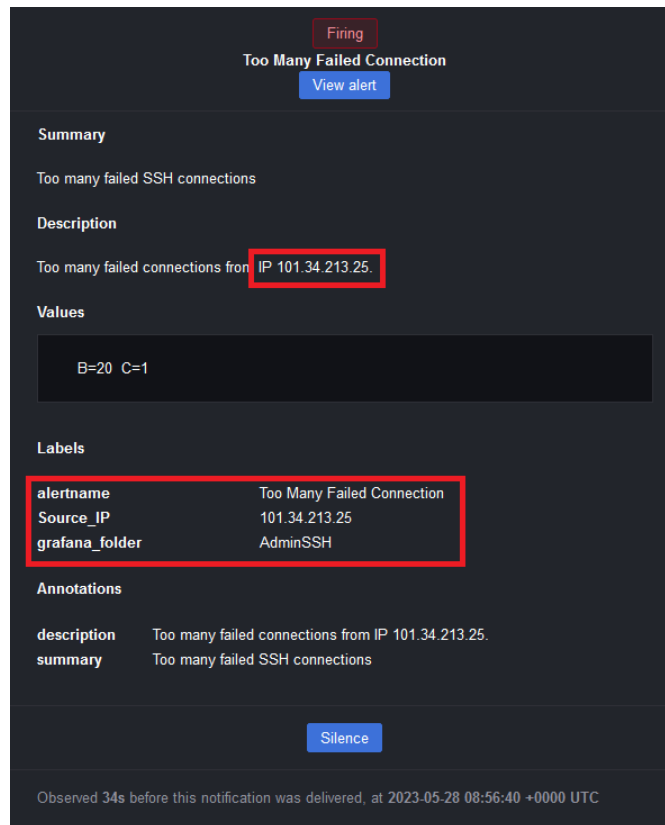 Firing
Too Many Failed Connection
View alert
Summary
Too many failed SSH connections
Description
Too many failed connections from IP 101.34.213.25.
Values
B=20 C=1
Labels
alertname Too Many Failed Connection
Source_IP 101.34.213.25
grafana_folder AdminSSH
Annotations
description Too many failed connections from IP 101.34.213.25.
summary Too many failed SSH connections
Silence
Observed 34s before this notification was delivered, at 2023-05-28 08:56:40 +0000 UTC